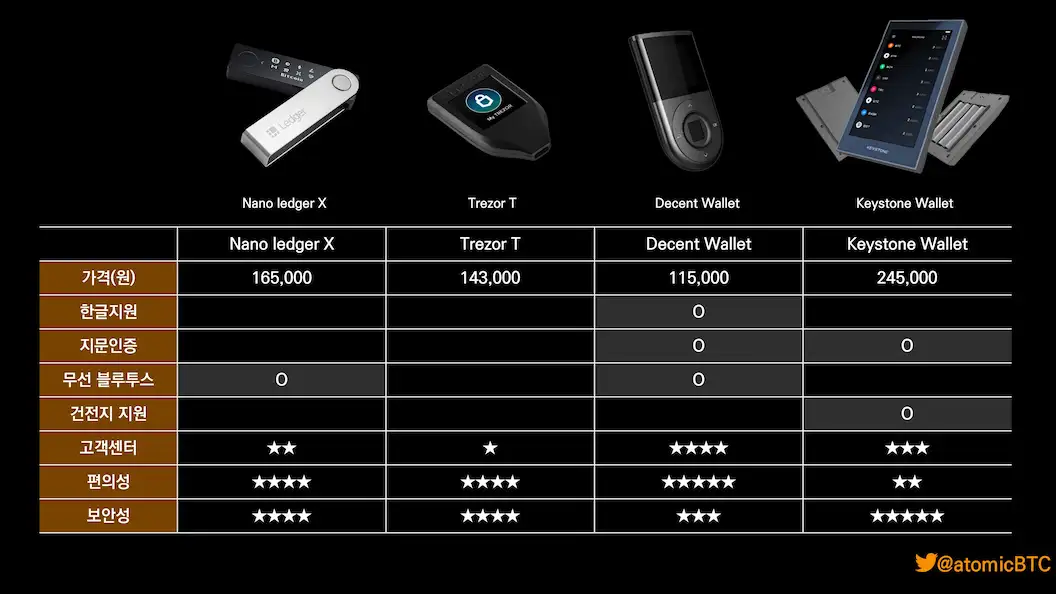 Bitcoin
Ledger
My TREZOR
KEYSTONE
Nano ledger X Trezor T Decent Wallet Keystone Wallet
Nano ledger X Trezor T Decent Wallet Keystone Wallet
가격(원) 165,000 143,000 115,000 245,000
한글지원 O
지문인증 O O
무선 블루투스 O O
건전지 지원 O
고객센터 ★★ ★ ★★★★ ★★★
편의성 ★★★★ ★★★★ ★★★★★ ★★
보안성 ★★★★ ★★★★ ★★★ ★★★★★
@atomicBTC